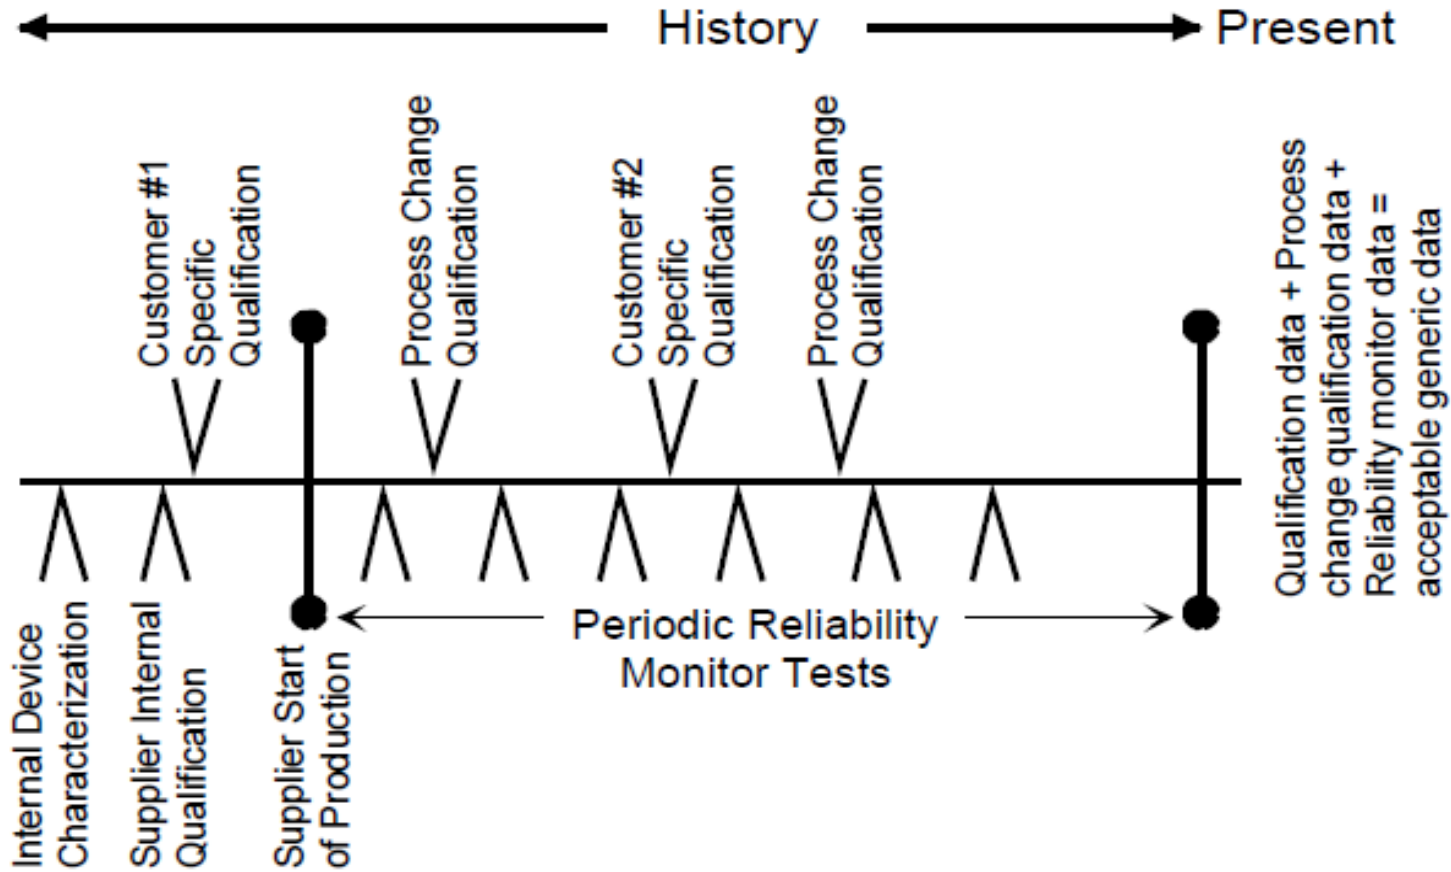 History
Present
Customer #1
Specific
Qualification
Process Change
Qualification
Customer #2
Specific
Qualification
Process Change
Qualification
Qualification data + Process
change qualification data +
Reliability monitor data =
acceptable generic data
Internal Device
Characterization
Supplier Internal
Qualification
Supplier Start
of Production
Periodic Reliability
Monitor Tests